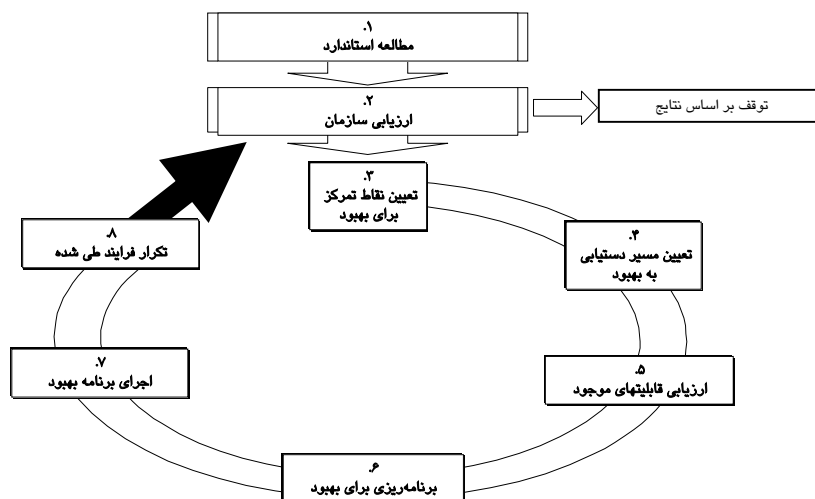 ۱.
مطالعه استاندارد
۲.
ارزیابی سازمان
توقف بر اساس نتایج
۳.
تعیین نقاط تمرکز
برای بهبود
۴.
تعیین مسیر دستیابی
به بهبود
۵.
ارزیابی قابلیتهای موجود
۶.
برنامه‌ریزی برای بهبود
۷.
اجرای برنامه بهبود
۸.
تکرار فرایند طی شده